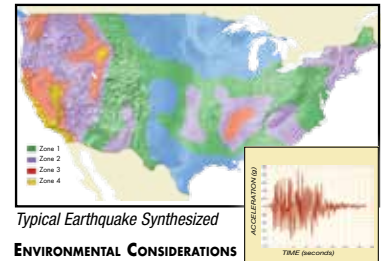 Zone 1
Zone 2
Zone 3
Zone 4
Typical Earthquake Synthesized
ENVIRONMENTAL CONSIDERATIONS
ACCELERATION (g)
TIME (seconds)